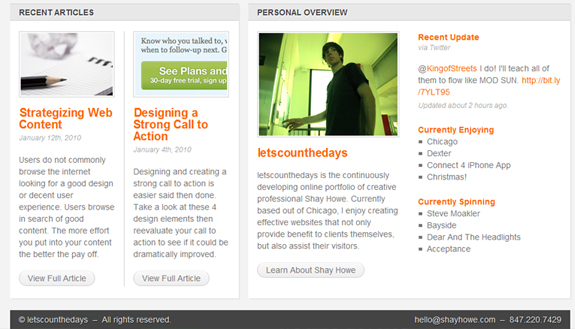 RECENT ARTICLES
Know who you talked to, v
when to follow-up next. G
See Plans and
30-day free trial, sign up
Strategizing Web
Content
January 12th, 2010
Users do not commonly
browse the internet
looking for a good design
or decent user
experience. Users browse
in search of good
content. The more effort
you put into your content
the better the pay off.
View Full Article
Designing a
Strong Call to
Action
January 4th, 2010
Designing and creating a
strong call to action is
easier said then done.
Take a look at these 4
design elements then
reevaluate your call to
action to see if it could be
dramatically improved.
View Full Article
PERSONAL OVERVIEW
letscountthedays
letscountthedays is the continuously
developing online portfolio of creative
professional Shay Howe. Currently
based out of Chicago, I enjoy creating
effective websites that not only
provide benefit to clients themselves,
but also assist their visitors.
Learn About Shay Howe
Recent Update
via Twitter
@KingofStreets I do! I'll teach all of
them to flow like MOD SUN. http://bit.ly
/7YLT95
Updated about 2 hours ago.
Currently Enjoying
Chicago
Dexter
Connect 4 iPhone App
Christmas!
Currently Spinning
Steve Moakler
Bayside
Dear And The Headlights
Acceptance
© letscountthedays – All rights reserved.
hello@shayhowe.com – 847.220.7429